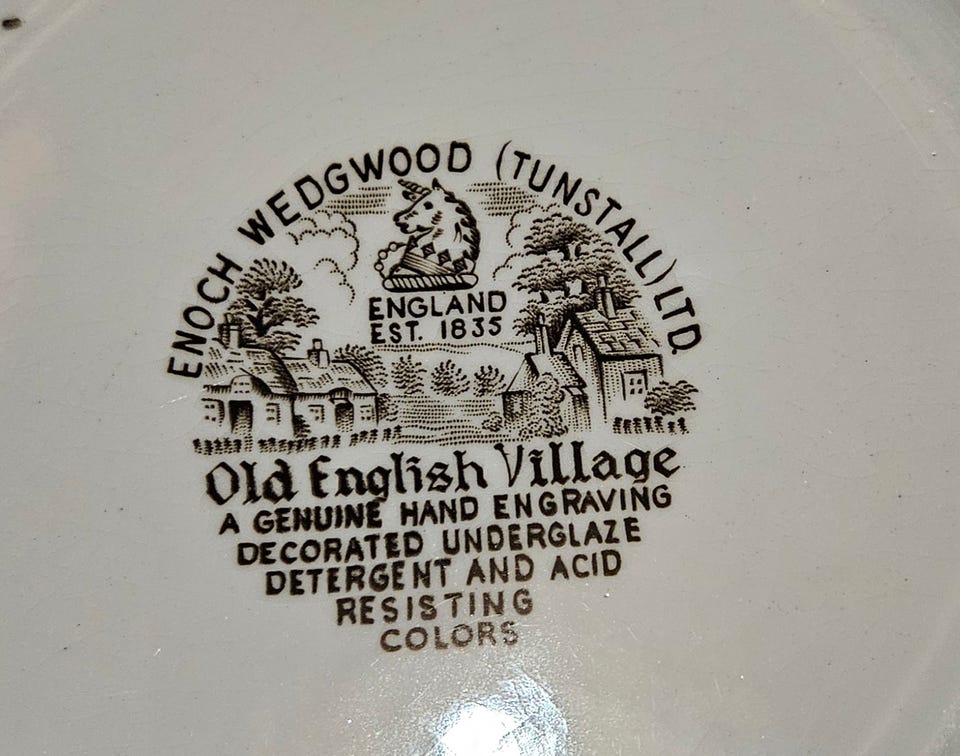 ENOCH WEDGWOOD (TUNSTALL) LTD.
ENGLAND
EST. 1835
Old English Village
A GENUINE HAND ENGRAVING
DECORATED UNDERGLAZE
DETERGENT AND ACID
RESISTING
COLORS